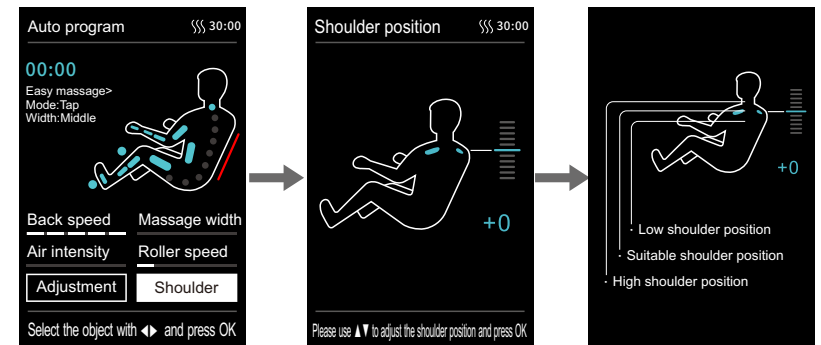 Auto program 30:00
00:00
Easy massage>
Mode:Tap
Width:Middle
Back speed Massage width
Air intensity Roller speed
Adjustment Shoulder
Select the object with ◀▶ and press OK
Shoulder position 30:00
+0
Please use ▲▼ to adjust the shoulder position and press OK
+0
· Low shoulder position
· Suitable shoulder position
· High shoulder position